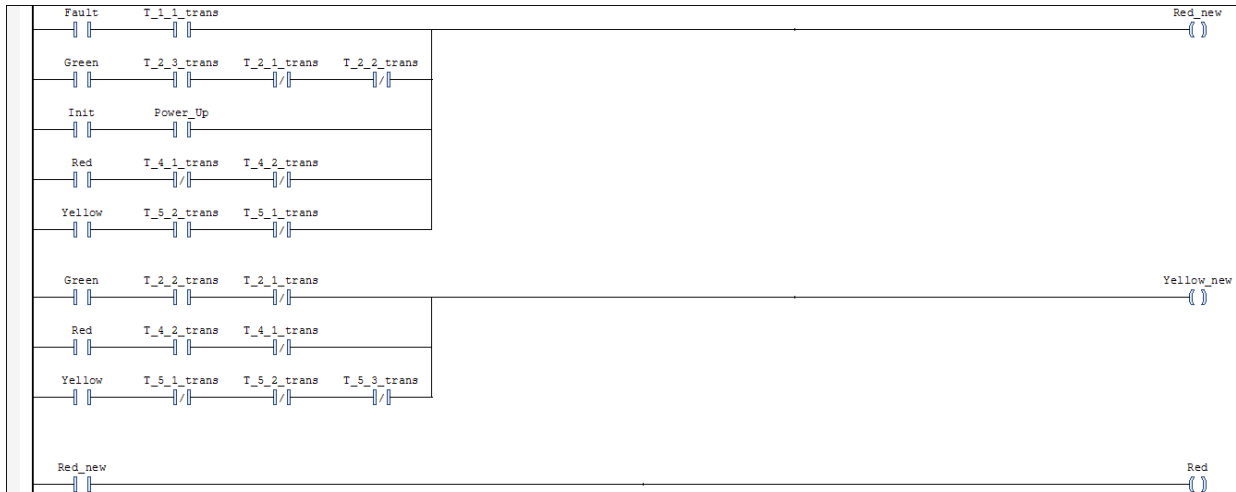 Fault T_1_1_trans Red_new
Green T_2_3_trans T_2_1_trans T_2_2_trans
Init Power_Up
Red T_4_1_trans T_4_2_trans
Yellow T_5_2_trans T_5_1_trans
Green T_2_2_trans T_2_1_trans Yellow_new
Red T_4_2_trans T_4_1_trans
Yellow T_5_1_trans T_5_2_trans T_5_3_trans
Red_new Red